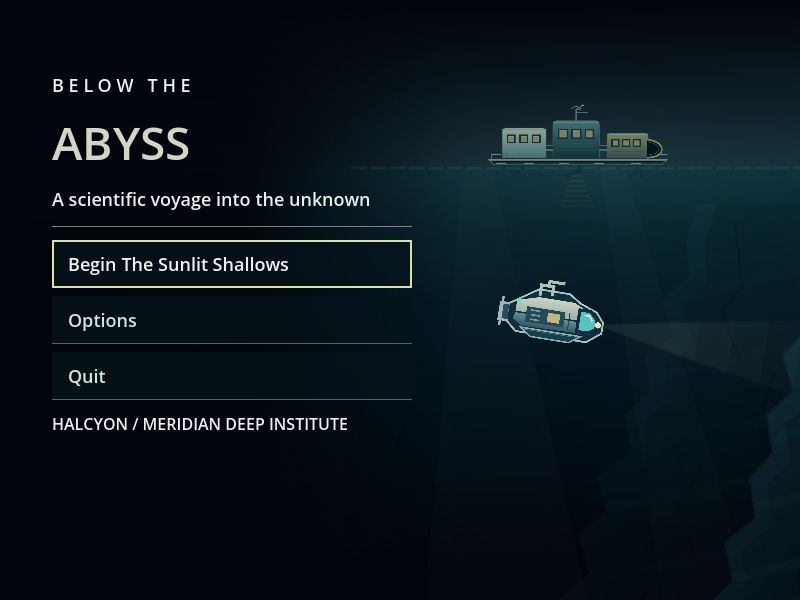 BELOW THE
ABYSS
A scientific voyage into the unknown
Begin The Sunlit Shallows
Options
Quit
HALCYON / MERIDIAN DEEP INSTITUTE